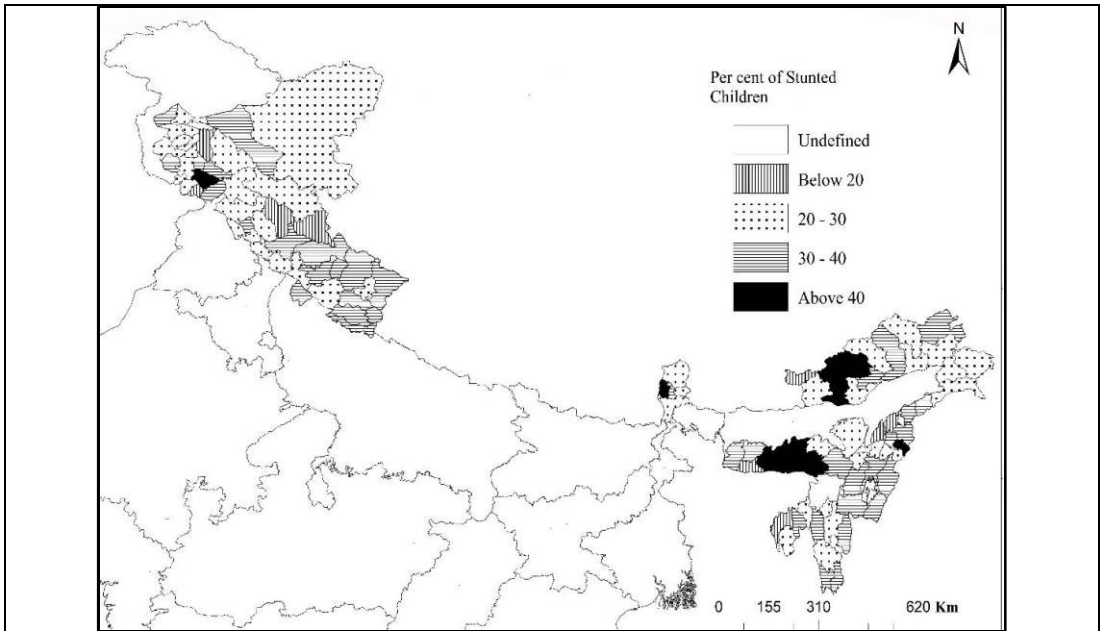 N
Per cent of Stunted
Children
Undefined
Below 20
20 - 30
30 - 40
Above 40
0 155 310 620 Km